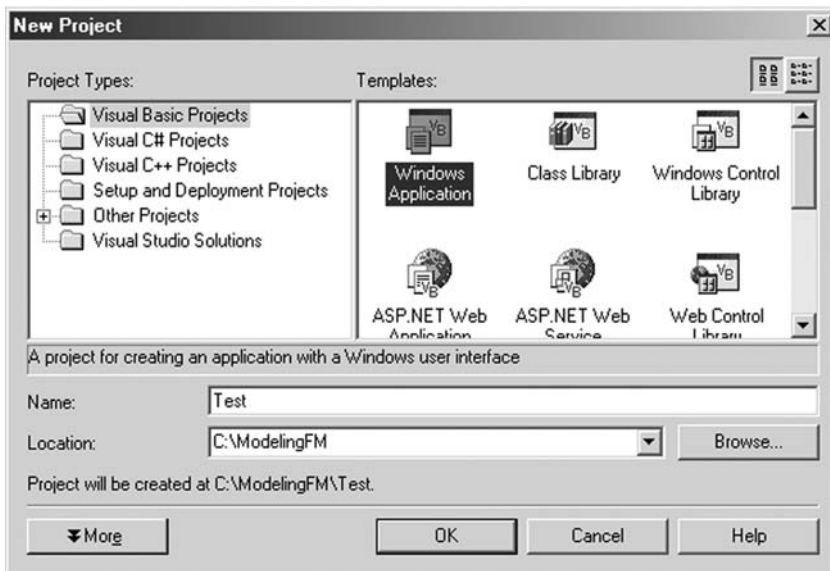 New Project
Project Types:
Templates:
Visual Basic Projects
Visual C# Projects
Visual C++ Projects
Setup and Deployment Projects
Other Projects
Visual Studio Solutions
Windows
Application
Class Library
Windows Control
Library
ASP.NET Web
Application
ASP.NET Web
Service
Web Control
Library
A project for creating an application with a Windows user interface
Name:
Test
Location:
C:\ModelingFM
Browse...
Project will be created at C:\ModelingFM\Test.
More
OK
Cancel
Help